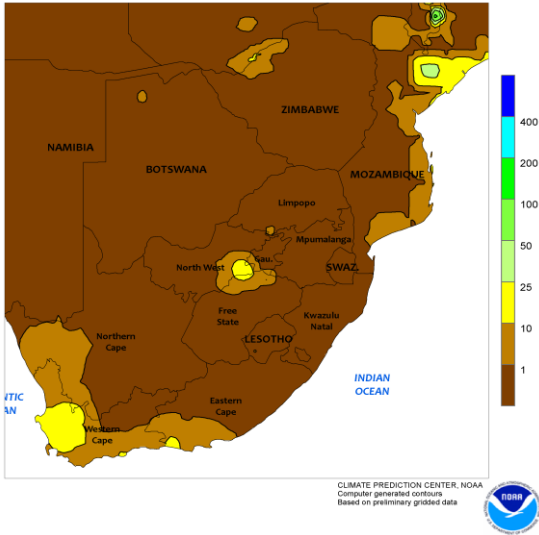 ZIMBABWE
NAMIBIA
BOTSWANA
MOZAMBIQUE
Limpopo
Mpumalanga
Gau.
North West
SWAZ.
Free
State
Kwazulu
Natal
Northern
Cape
LESOTHO
Eastern
Cape
Western
Cape
NTIC
AN
INDIAN
OCEAN
400
200
100
50
25
10
1
CLIMATE PREDICTION CENTER, NOAA
Computer generated contours
Based on preliminary gridded data
NOAA